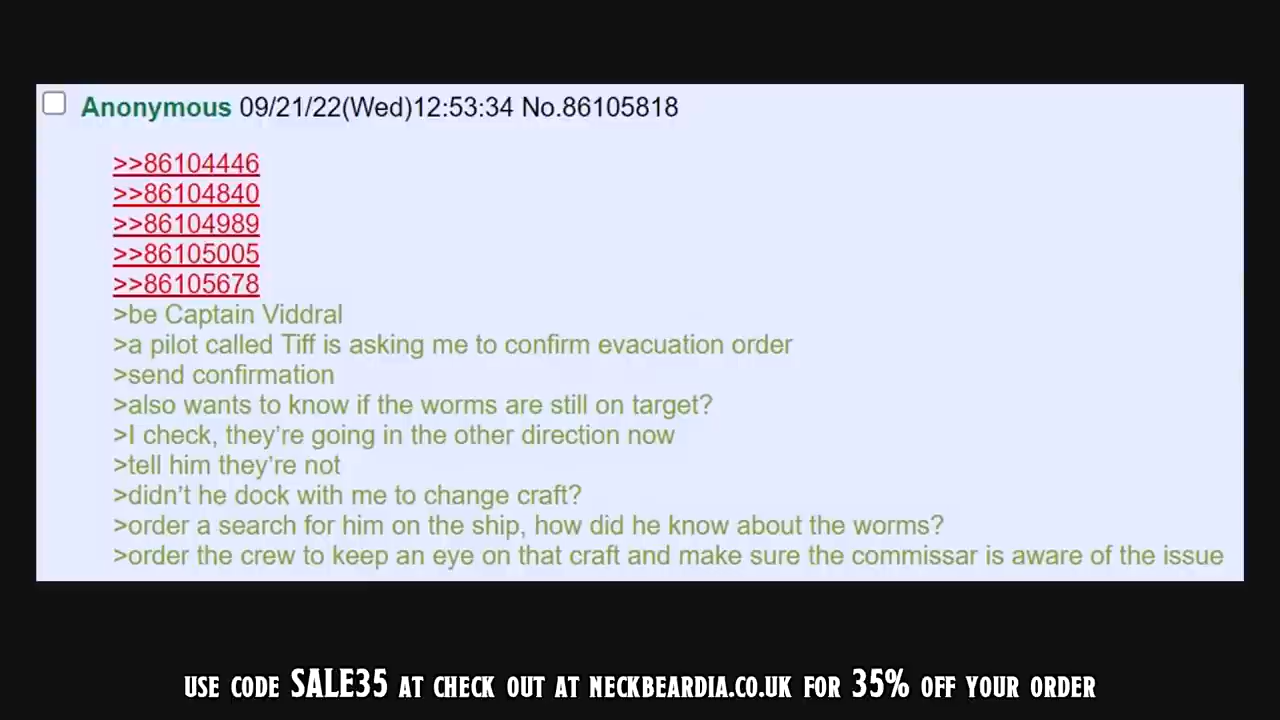 Anonymous 09/21/22(Wed)12:53:34 No.86105818
>>86104446
>>86104840
>>86104989
>>86105005
>>86105678
>be Captain Viddral
>a pilot called Tiff is asking me to confirm evacuation order
>send confirmation
>also wants to know if the worms are still on target?
>I check, they’re going in the other direction now
>tell him they’re not
>didn’t he dock with me to change craft?
>order a search for him on the ship, how did he know about the worms?
>order the crew to keep an eye on that craft and make sure the commissar is aware of the issue
USE CODE SALE35 AT CHECK OUT AT NECKBEARDIA.CO.UK FOR 35% OFF YOUR ORDER